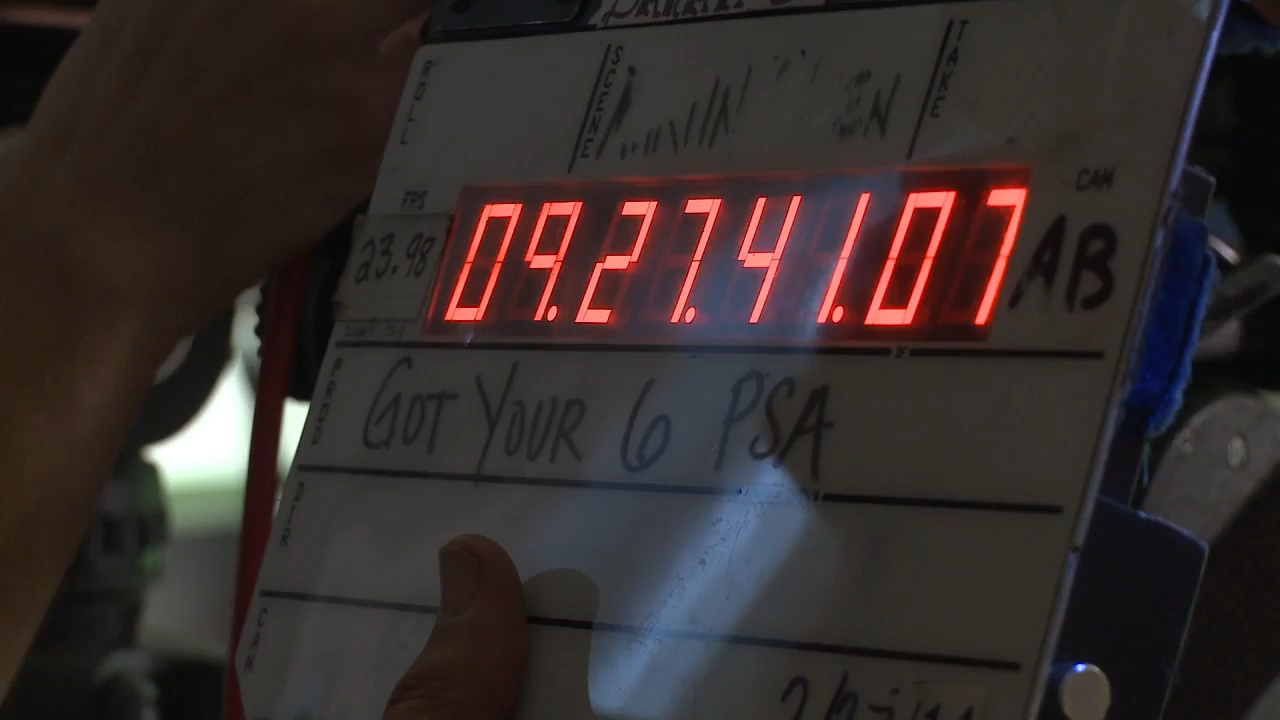 ROLL
SCENE
TAKE
FPS
23.98
09.27.41.07
CAM
AB
PROD
GOT YOUR 6 PSA
DIR
CAM